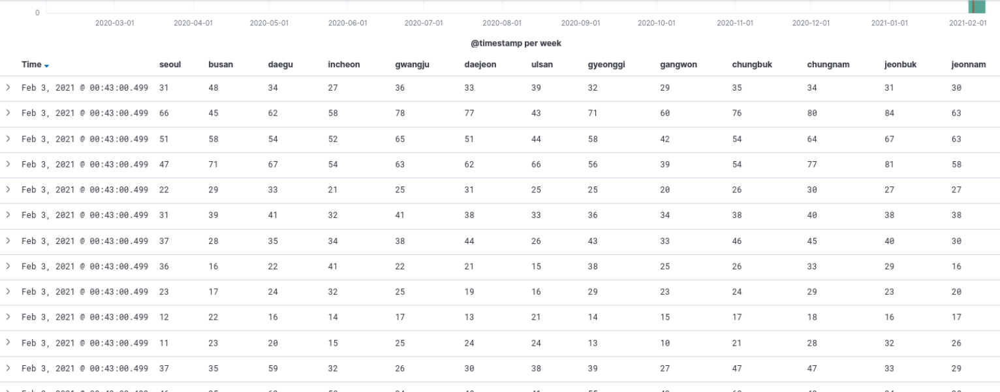 0
2020-03-01 2020-04-01 2020-05-01 2020-06-01 2020-07-01 2020-08-01 2020-09-01 2020-10-01 2020-11-01 2020-12-01 2021-01-01 2021-02-01
@timestamp per week
Time seoul busan daegu incheon gwangju daejeon ulsan gyeonggi gangwon chungbuk chungnam jeonbuk jeonnam
Feb 3, 2021 @ 00:43:00.499 31 48 34 27 36 33 39 32 29 35 34 31 30
Feb 3, 2021 @ 00:43:00.499 66 45 62 58 78 77 43 71 60 76 80 84 63
Feb 3, 2021 @ 00:43:00.499 51 58 54 52 65 51 44 58 42 54 64 67 63
Feb 3, 2021 @ 00:43:00.499 47 71 67 54 63 62 66 56 39 54 77 81 58
Feb 3, 2021 @ 00:43:00.499 22 29 33 21 25 31 25 25 20 26 30 27 27
Feb 3, 2021 @ 00:43:00.499 31 39 41 32 41 38 33 36 34 38 40 38 38
Feb 3, 2021 @ 00:43:00.499 37 28 35 34 38 44 26 43 33 46 45 40 30
Feb 3, 2021 @ 00:43:00.499 36 16 22 41 22 21 15 38 25 26 33 29 16
Feb 3, 2021 @ 00:43:00.499 23 17 24 32 25 19 16 29 23 24 29 23 20
Feb 3, 2021 @ 00:43:00.499 12 22 16 14 17 13 21 14 15 17 18 16 17
Feb 3, 2021 @ 00:43:00.499 11 23 20 15 25 24 24 13 10 21 28 32 26
Feb 3, 2021 @ 00:43:00.499 37 35 59 32 26 30 38 39 27 47 47 33 29